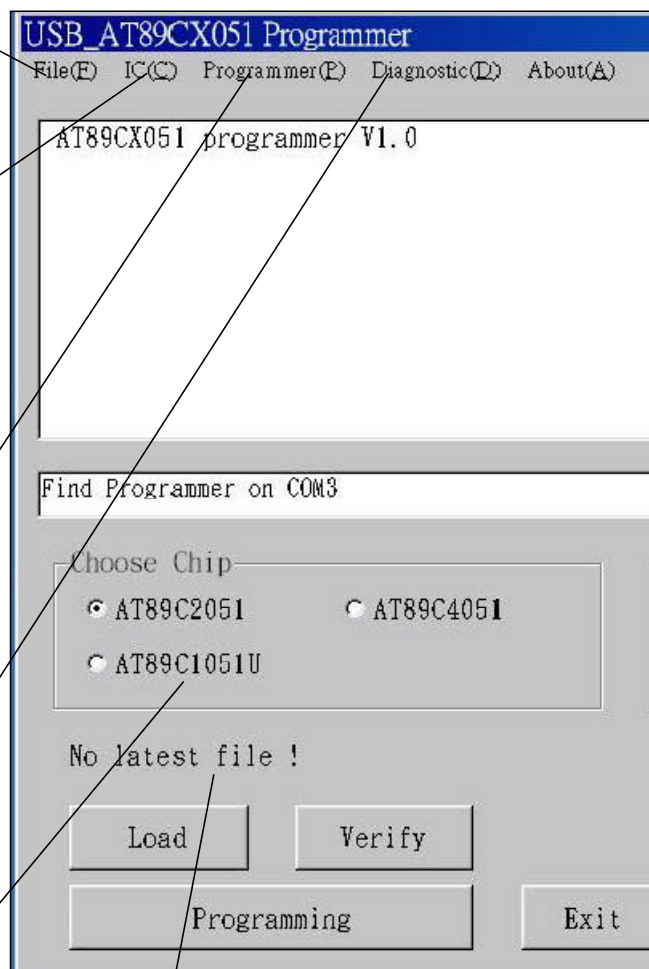 USB_AT89CX051 Programmer
File(F) IC(C) Programmer(P) Diagnostic(D) About(A)
AT89CX051 programmer V1.0
Find Programmer on COM3
Choose Chip
AT89C2051 AT89C4051
AT89C1051U
No latest file !
Load Verify
Programming Exit